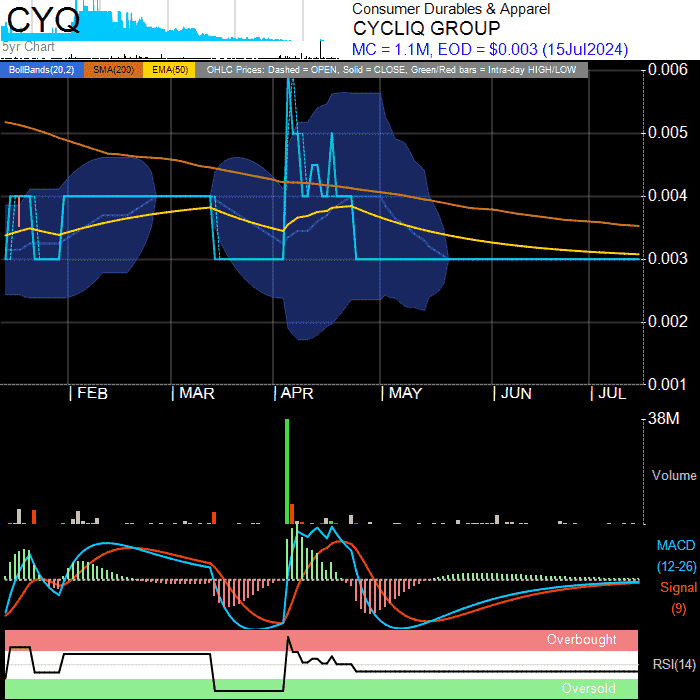 CYQ
5yr Chart
Consumer Durables & Apparel
CYCLIQ GROUP
MC = 1.1M, EOD = $0.003 (15Jul2024)
BollBands(20,2) SMA(200) EMA(50) OHLC Prices: Dashed = OPEN, Solid = CLOSE, Green/Red bars = Intra-day HIGH/LOW
0.006
0.005
0.004
0.003
0.002
0.001
| FEB | MAR | APR | MAY | JUN | JUL
38M
Volume
MACD
(12-26)
Signal
(9)
Overbought
RSI(14)
Oversold